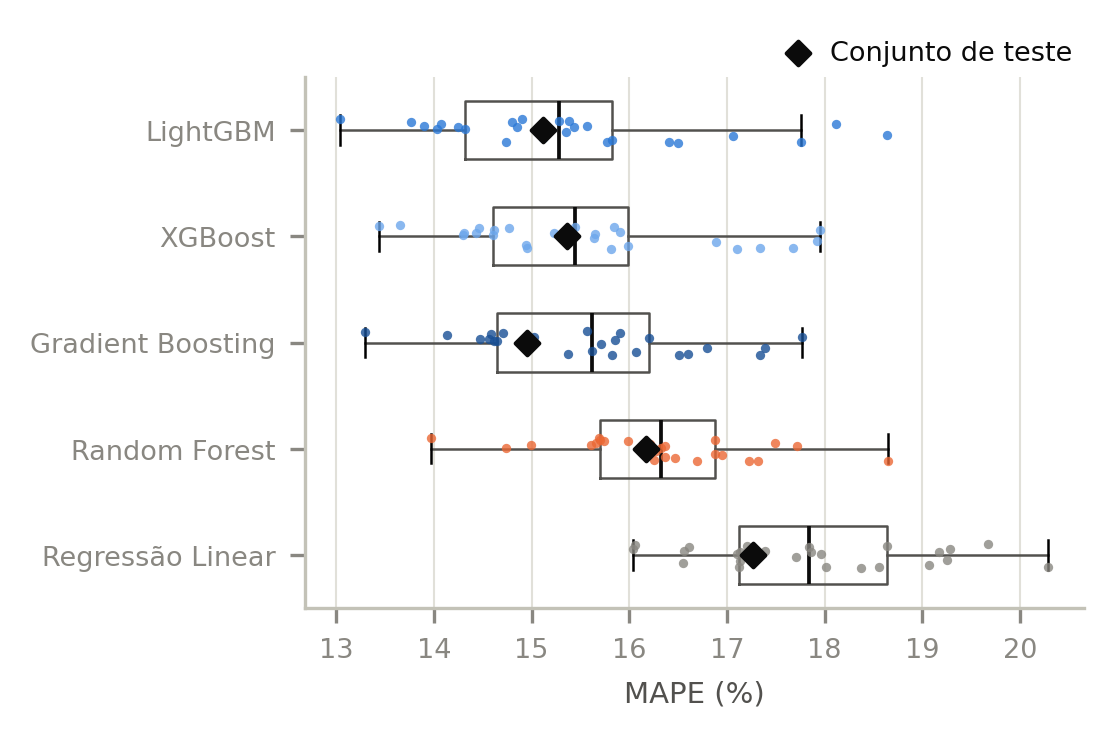 Conjunto de teste
LightGBM
XGBoost
Gradient Boosting
Random Forest
Regressão Linear
13 14 15 16 17 18 19 20
MAPE (%)